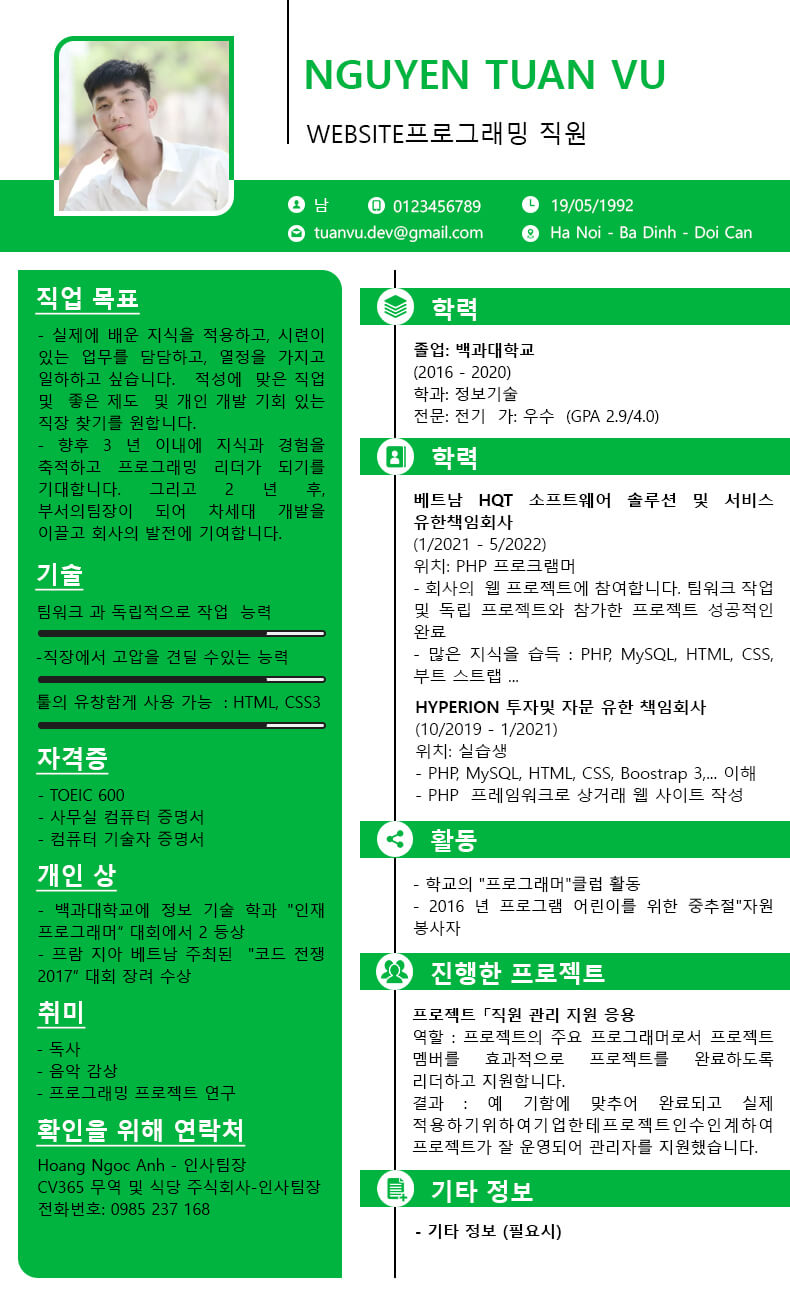 NGUYEN TUAN VU
WEBSITE프로그래밍 직원
남
0123456789
19/05/1992
tuanvu.dev@gmail.com
Ha Noi - Ba Dinh - Doi Can
직업 목표
- 실제에 배운 지식을 적용하고, 시련이
있는 업무를 담담하고, 열정을 가지고
일하하고 싶습니다. 적성에 맞은 직업
및 좋은 제도 및 개인 개발 기회 있는
직장 찾기를 원합니다.
- 향후 3 년 이내에 지식과 경험을
축적하고 프로그래밍 리더가 되기를
기대합니다. 그리고 2 년 후,
부서의팀장이 되어 차세대 개발을
이끌고 회사의 발전에 기여합니다.
기술
팀워크 과 독립적으로 작업 능력
-직장에서 고압을 견딜 수있는 능력
툴의 유창함게 사용 가능 : HTML, CSS3
자격증
- TOEIC 600
- 사무실 컴퓨터 증명서
- 컴퓨터 기술자 증명서
개인 상
- 백과대학교에 정보 기술 학과 "인재
프로그래머” 대회에서 2 등상
- 프람 지아 베트남 주최된 "코드 전쟁
2017” 대회 장려 수상
취미
- 독사
- 음악 감상
- 프로그래밍 프로젝트 연구
확인을 위해 연락처
Hoang Ngoc Anh - 인사팀장
CV365 무역 및 식당 주식회사-인사팀장
전화번호: 0985 237 168
학력
졸업: 백과대학교
(2016 - 2020)
학과: 정보기술
전문: 전기 가: 우수 (GPA 2.9/4.0)
학력
베트남 HQT 소프트웨어 솔루션 및 서비스
유한책임회사
(1/2021 - 5/2022)
위치: PHP 프로크램머
- 회사의 웹 프로젝트에 참여합니다. 팀워크 작업
및 독립 프로젝트와 참가한 프로젝트 성공적인
완료
- 많은 지식을 습득 : PHP, MySQL, HTML, CSS,
부트 스트랩 ...
HYPERION 투자및 자문 유한 책임회사
(10/2019 - 1/2021)
위치: 실습생
- PHP, MySQL, HTML, CSS, Boostrap 3,... 이해
- PHP 프레임워크로 상거래 웹 사이트 작성
활동
- 학교의 "프로그래머"클럽 활동
- 2016 년 프로그램 어린이를 위한 중추절"자원
봉사자
진행한 프로젝트
프로젝트 「직원 관리 지원 응용
역할 : 프로젝트의 주요 프로그래머로서 프로젝트
멤버를 효과적으로 프로젝트를 완료하도록
리더하고 지원합니다.
결과 : 예 기함에 맞추어 완료되고 실제
적용하기위하여기업한테프로젝트인수인계하여
프로젝트가 잘 운영되어 관리자를 지원했습니다.
기타 정보
- 기타 정보 (필요시)